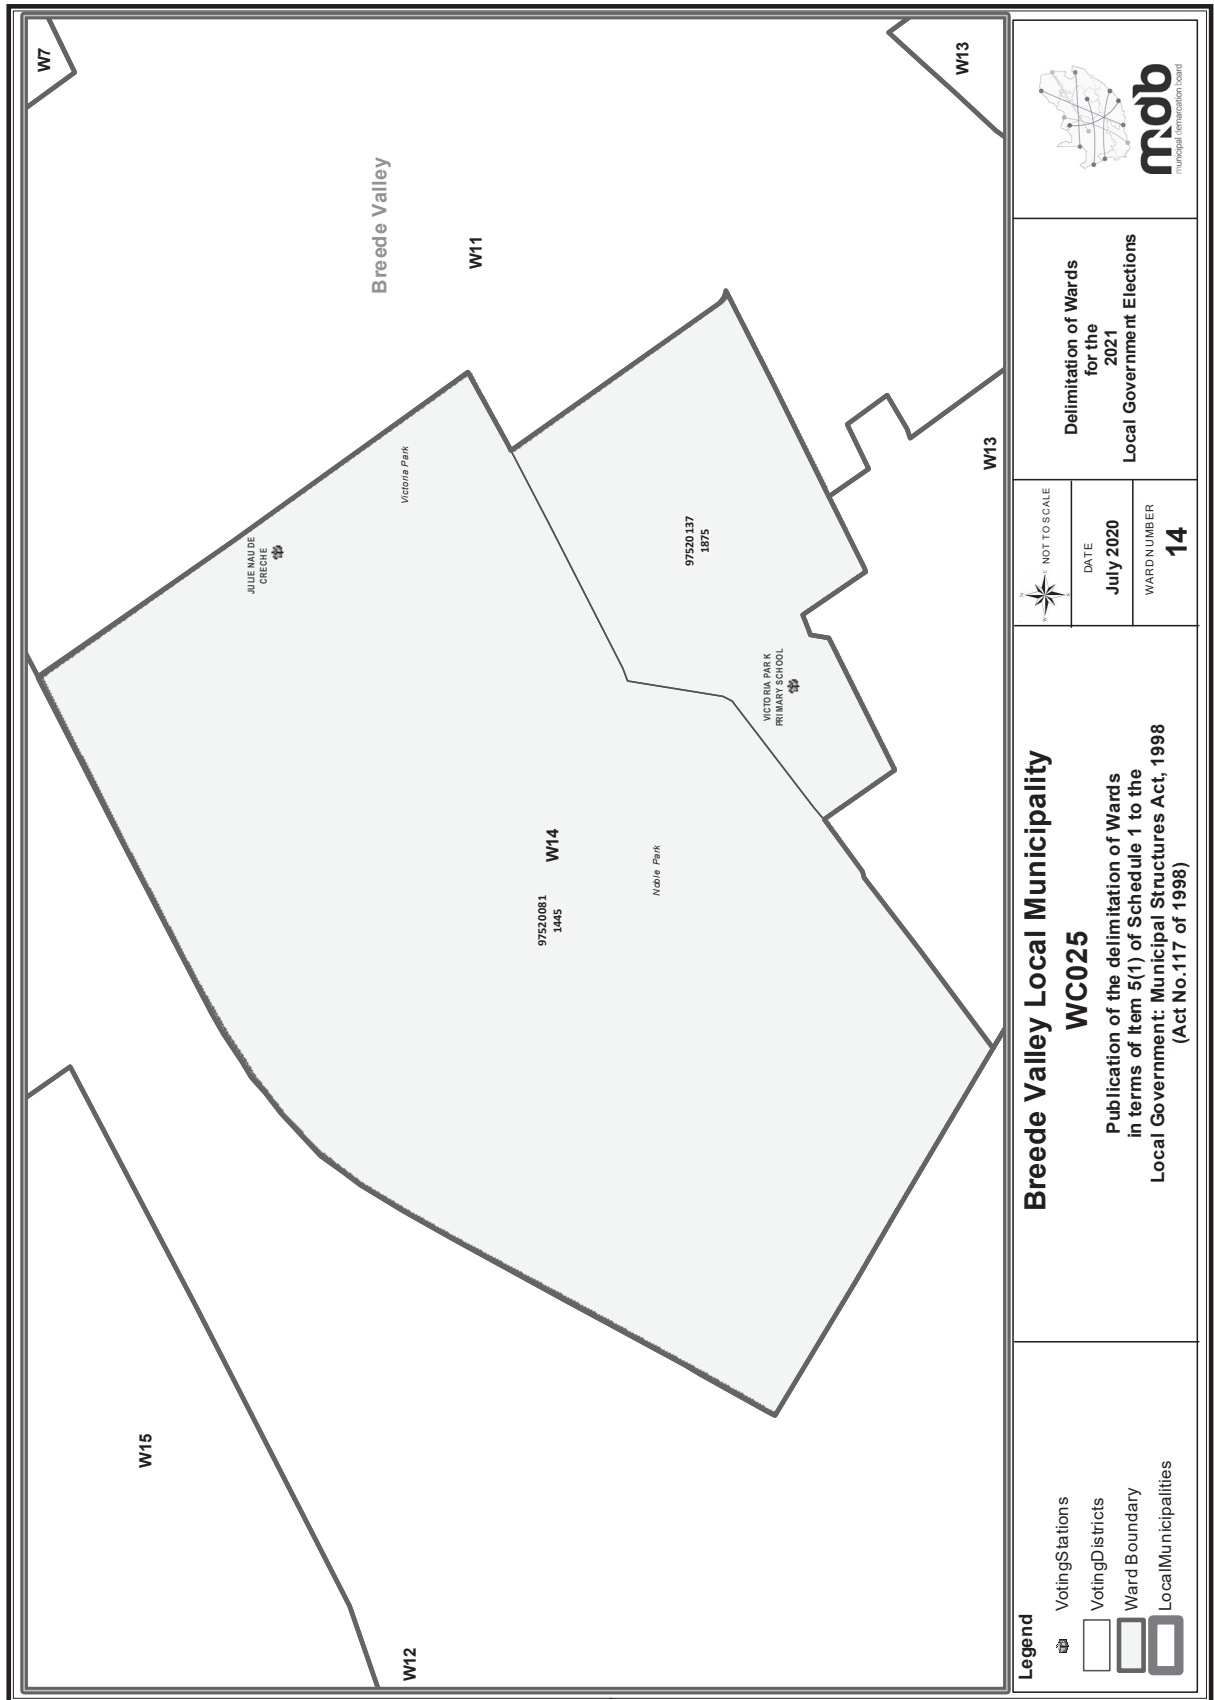 W7
W13
Breede Valley
W11
Victoria Park
JULIE NAUDE
CRECHE
W13
97520137
1875
VICTORIA PARK
PRIMARY SCHOOL
W14
Noble Park
97520081
1445
W15
W12
Legend
VotingStations
VotingDistricts
Ward Boundary
LocalMunicipalities
Breede Valley Local Municipality
WC025
Publication of the delimitation of Wards
in terms of Item 5(1) of Schedule 1 to the
Local Government: Municipal Structures Act, 1998
(Act No.117 of 1998)
N
E
S
W
NOT TO SCALE
DATE
July 2020
WARD NUMBER
14
Delimitation of Wards
for the
2021
Local Government Elections
mdb
municipal demarcation board